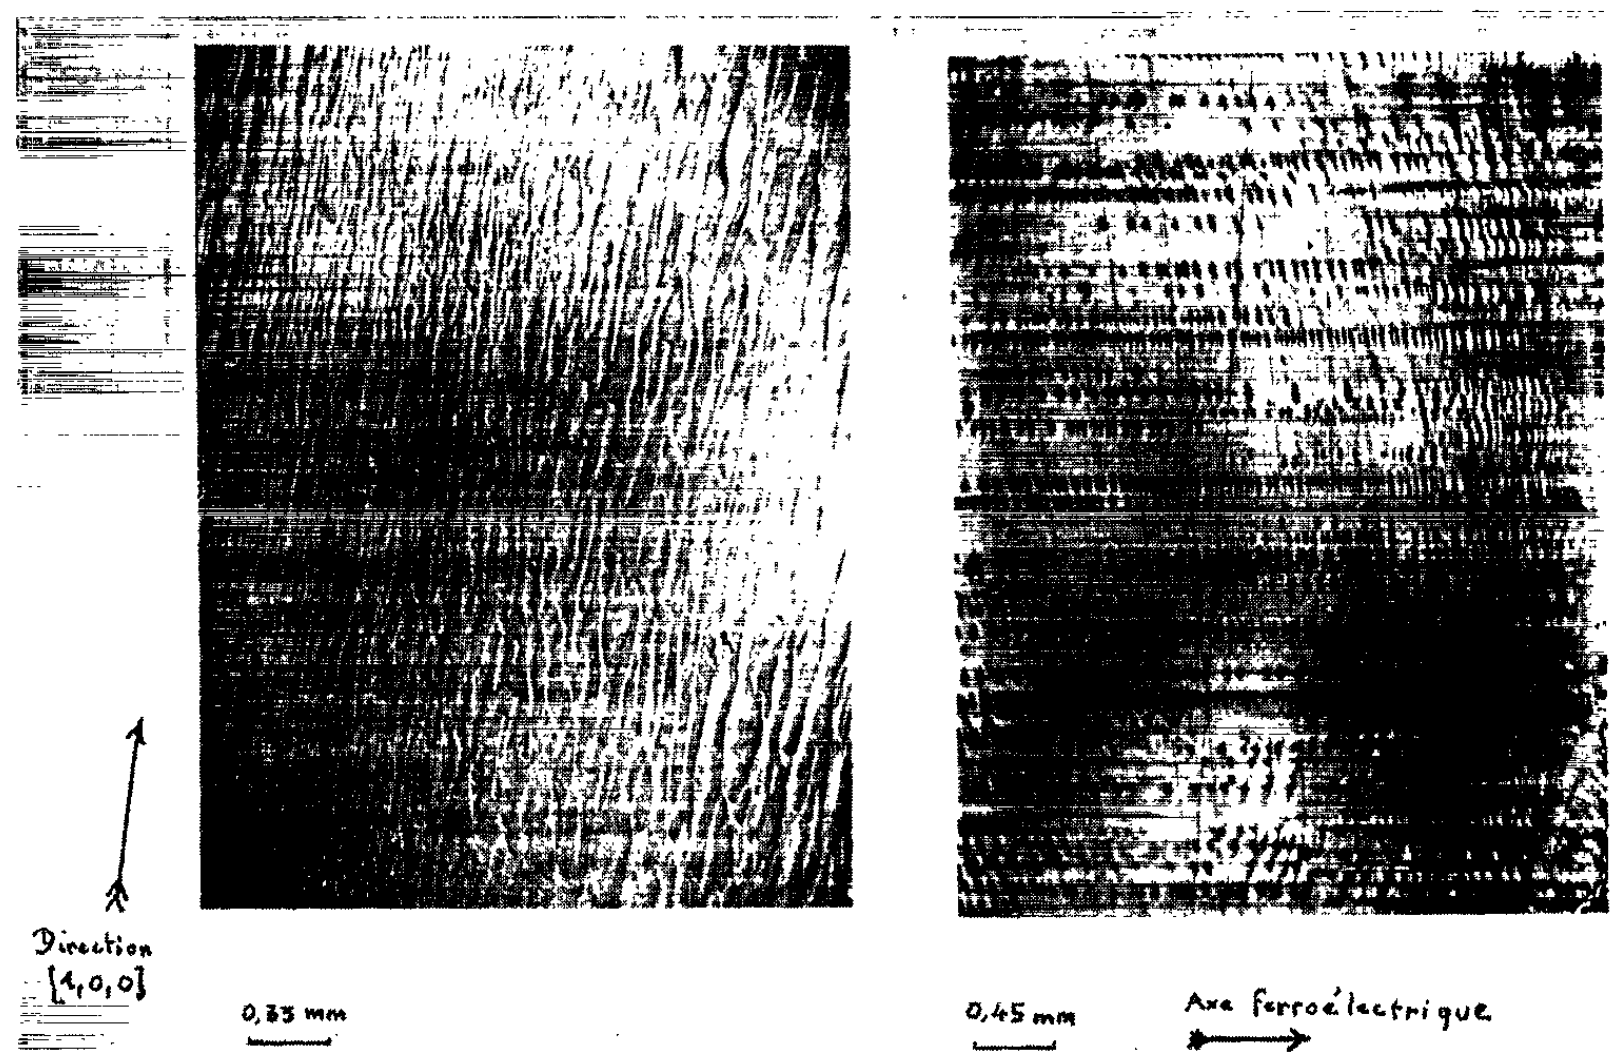 Direction
[1,0,0]
0,33 mm
0,45 mm
Axe ferroélectrique